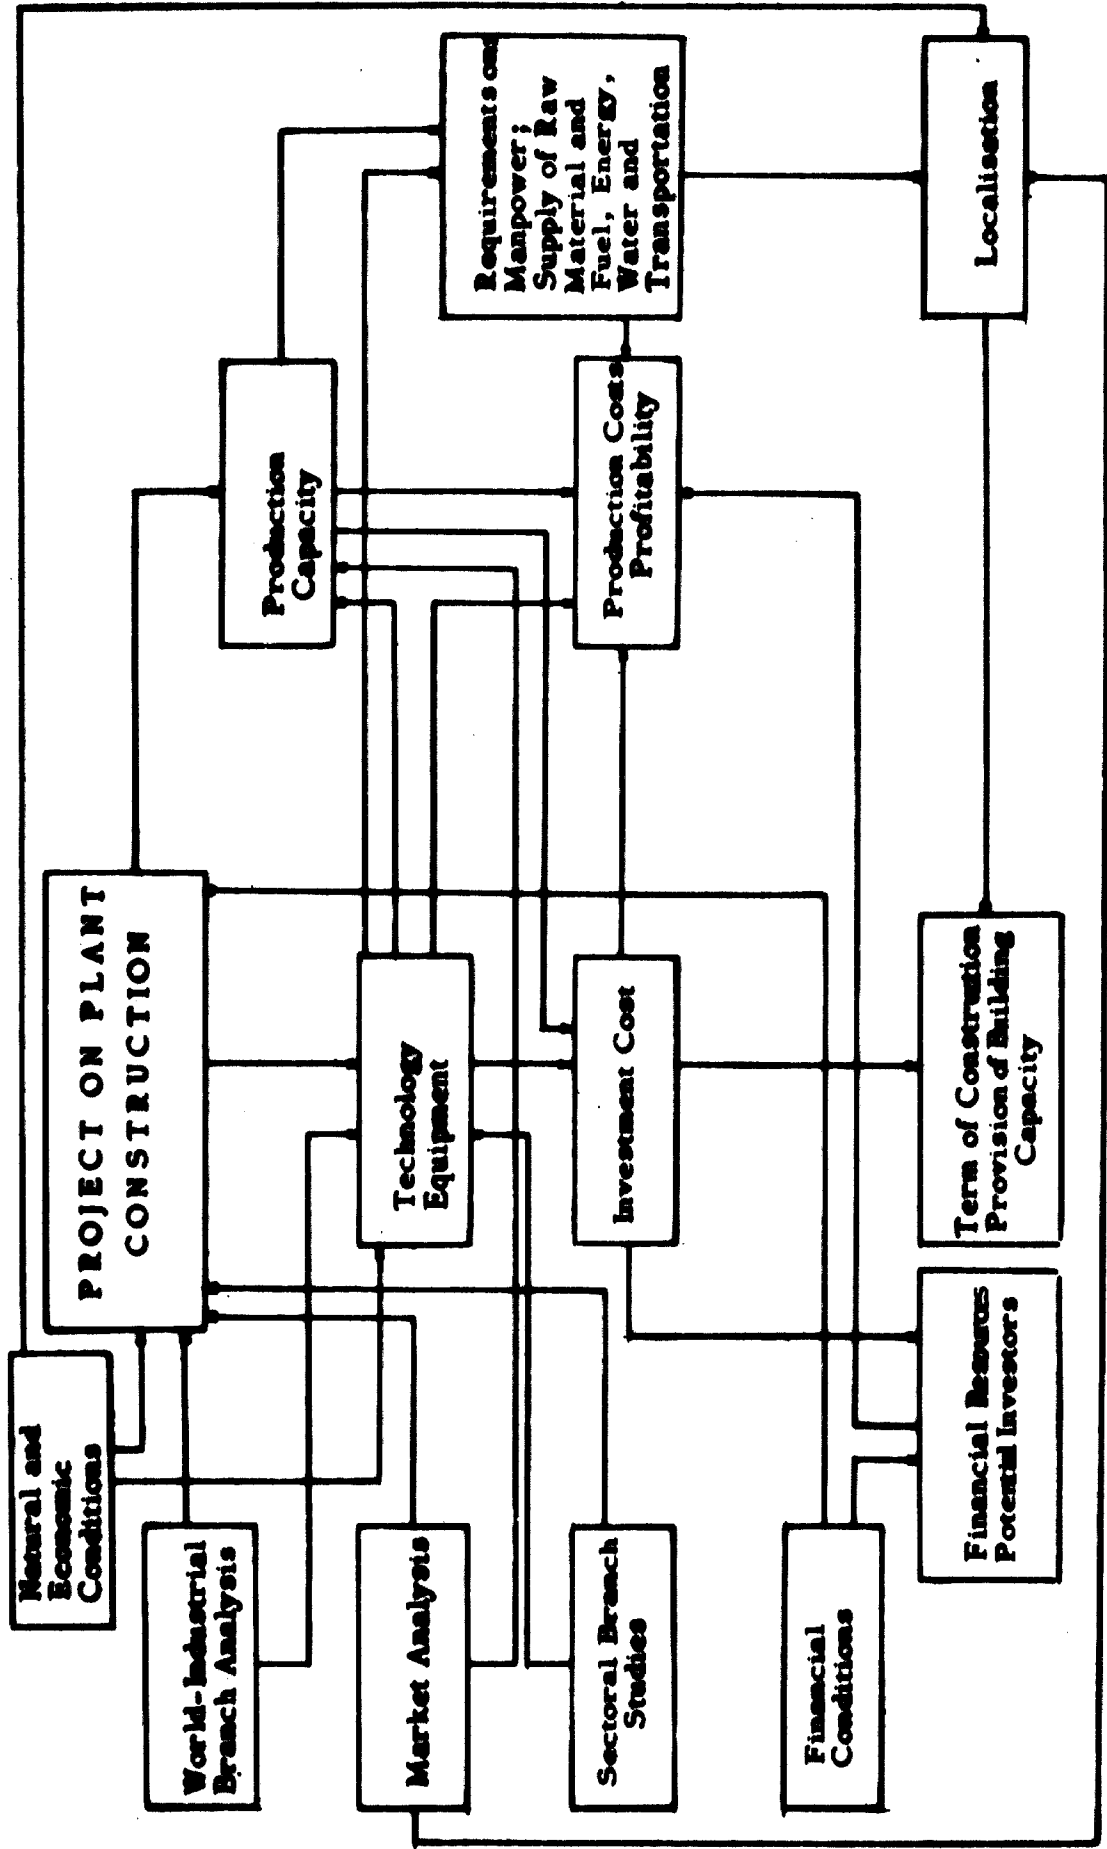 Natural and
Economic
Conditions
PROJECT ON PLANT
CONSTRUCTION
World-Industrial
Branch Analysis
Production
Capacity
Market Analysis
Technology
Equipment
Requirements on
Manpower;
Supply of Raw
Material and
Fuel, Energy,
Water and
Transportation
Sectoral Branch
Studies
Investment Cost
Production Costs
Profitability
Financial
Conditions
Financial Resources
Potential Investors
Term of Constrution
Provision of Building
Capacity
Localisation